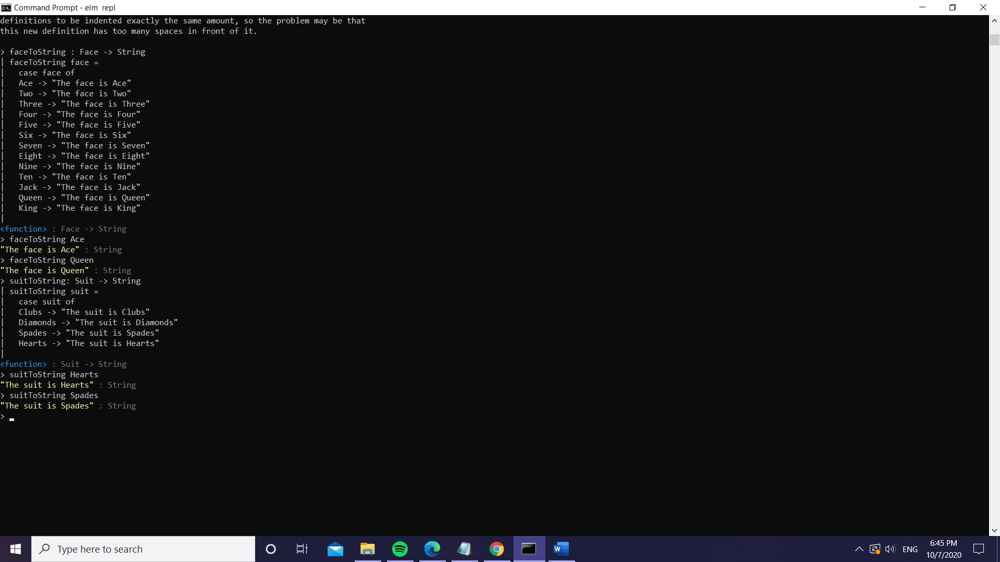 Command Prompt - elm  repl
definitions to be indented exactly the same amount, so the problem may be that
this new definition has too many spaces in front of it.
> faceToString : Face -> String
| faceToString face =
|   case face of
|   Ace -> "The face is Ace"
|   Two -> "The face is Two"
|   Three -> "The face is Three"
|   Four -> "The face is Four"
|   Five -> "The face is Five"
|   Six -> "The face is Six"
|   Seven -> "The face is Seven"
|   Eight -> "The face is Eight"
|   Nine -> "The face is Nine"
|   Ten -> "The face is Ten"
|   Jack -> "The face is Jack"
|   Queen -> "The face is Queen"
|   King -> "The face is King"
|
<function> : Face -> String
> faceToString Ace
"The face is Ace" : String
> faceToString Queen
"The face is Queen" : String
> suitToString: Suit -> String
| suitToString suit =
|   case suit of
|   Clubs -> "The suit is Clubs"
|   Diamonds -> "The suit is Diamonds"
|   Spades -> "The suit is Spades"
|   Hearts -> "The suit is Hearts"
|
<function> : Suit -> String
> suitToString Hearts
"The suit is Hearts" : String
> suitToString Spades
"The suit is Spades" : String
>
Type here to search
ENG
6:45 PM
10/7/2020